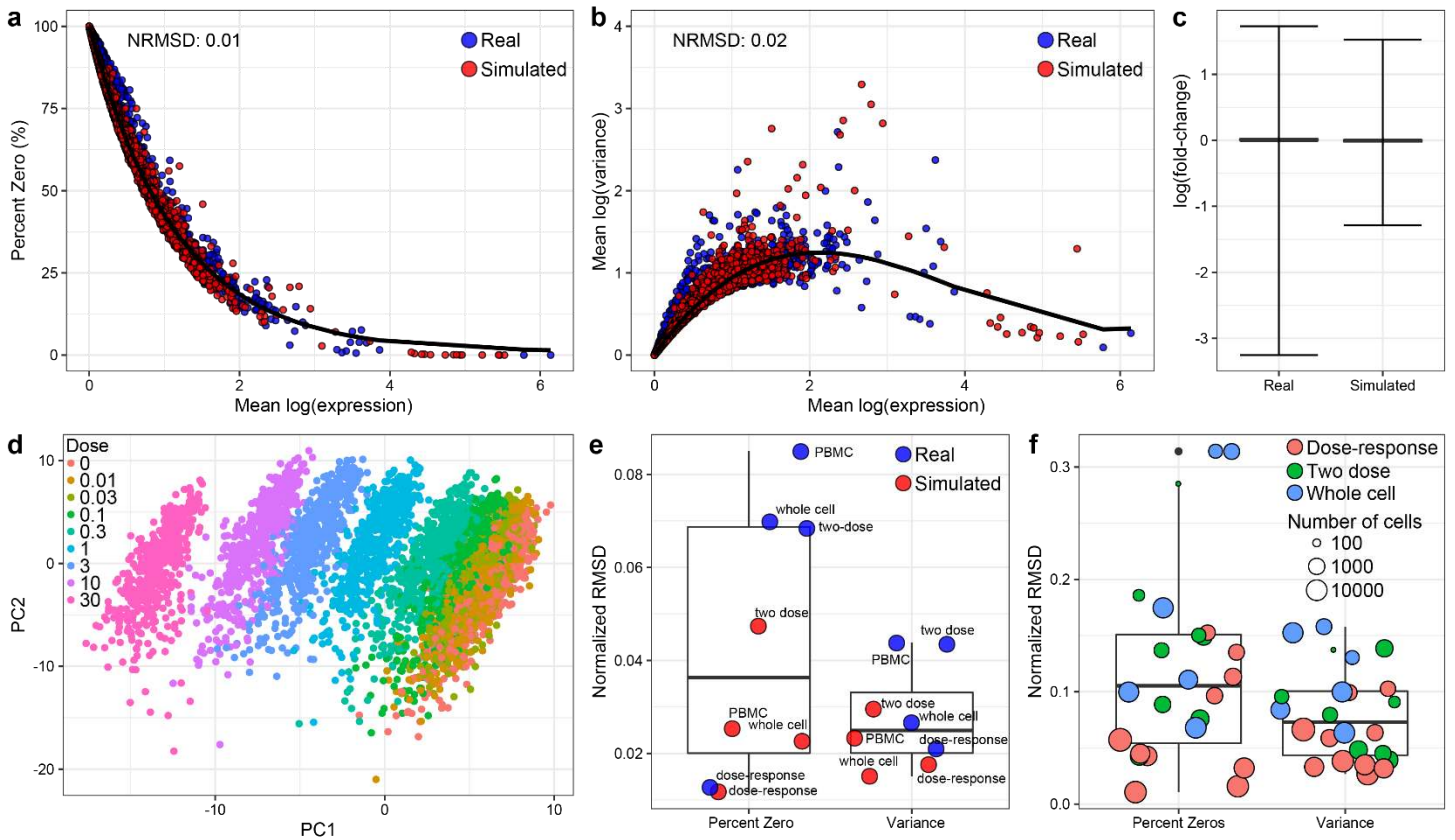 a
NRMSD: 0.01
Real
Simulated
100
75
50
25
0
Percent Zero (%)
0
2
4
6
Mean log(expression)
b
NRMSD: 0.02
Real
Simulated
4
3
2
1
0
Mean log(variance)
0
2
4
6
Mean log(expression)
c
1
0
-1
-2
-3
log(fold-change)
Real
Simulated
d
Dose
0
0.01
0.03
0.1
0.3
1
3
10
30
10
0
-10
-20
PC2
-10
0
10
PC1
e
Real
Simulated
0.08
0.06
0.04
0.02
Normalized RMSD
PBMC
whole cell
two-dose
two dose
PBMC
whole cell
dose-response
dose-response
two dose
PBMC
two dose
whole cell
PBMC
dose-response
whole cell
dose-response
Percent Zero
Variance
f
Dose-response
Two dose
Whole cell
Number of cells
100
1000
10000
0.3
0.2
0.1
0.0
Normalized RMSD
Percent Zeros
Variance